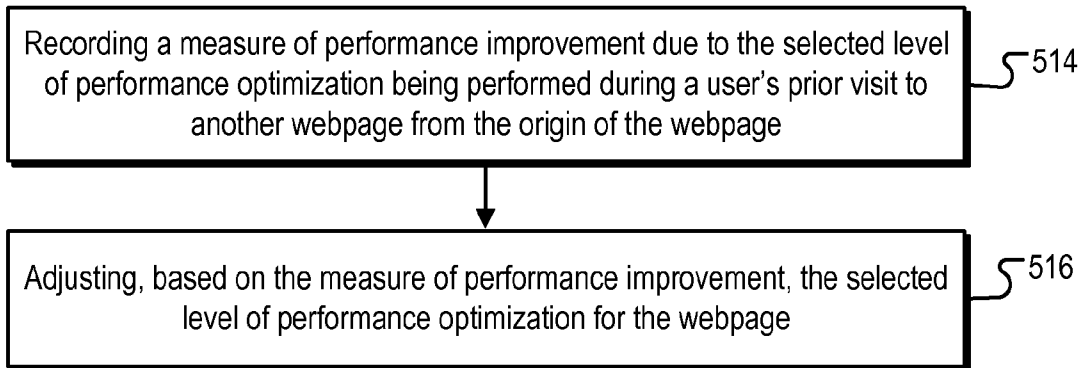 Recording a measure of performance improvement due to the selected level
of performance optimization being performed during a user's prior visit to
another webpage from the origin of the webpage
514
Adjusting, based on the measure of performance improvement, the selected
level of performance optimization for the webpage
516